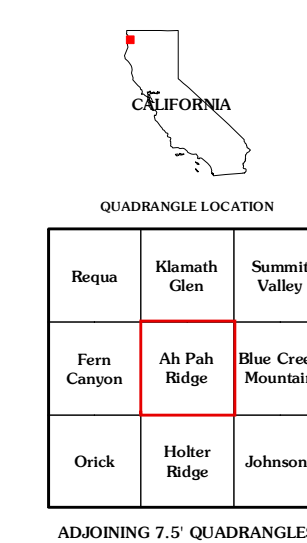 CALIFORNIA
QUADRANGLE LOCATION
Requa
Klamath
Glen
Summit
Valley
Fern
Canyon
Ah Pah
Ridge
Blue Cree
Mountai
Orick
Holter
Ridge
Johnson
ADJOINING 7.5' QUADRANGLES